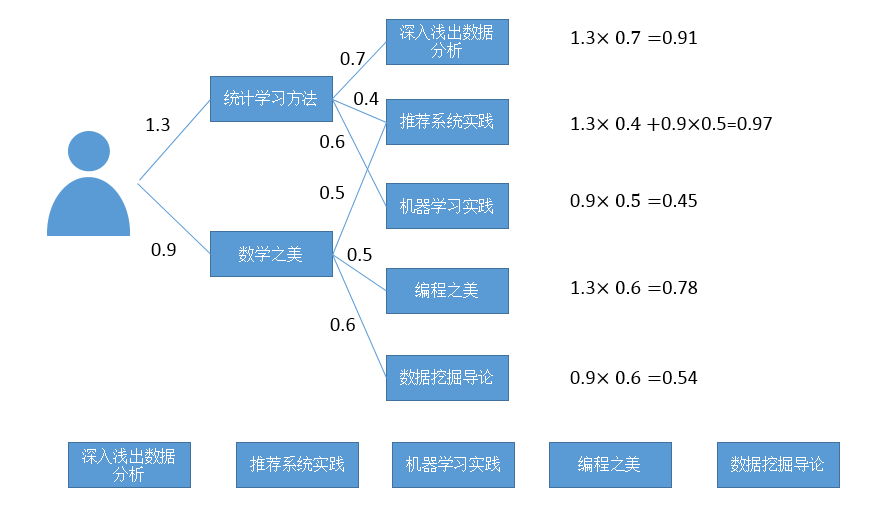 深入浅出数据
分析
1.3× 0.7 =0.91
0.7
统计学习方法
0.4
推荐系统实践
1.3× 0.4 +0.9×0.5=0.97
1.3
0.6
0.5
机器学习实践
0.9× 0.5 =0.45
0.9
数学之美
0.5
编程之美
1.3× 0.6 =0.78
0.6
数据挖掘导论
0.9× 0.6 =0.54
深入浅出数据
分析
推荐系统实践
机器学习实践
编程之美
数据挖掘导论